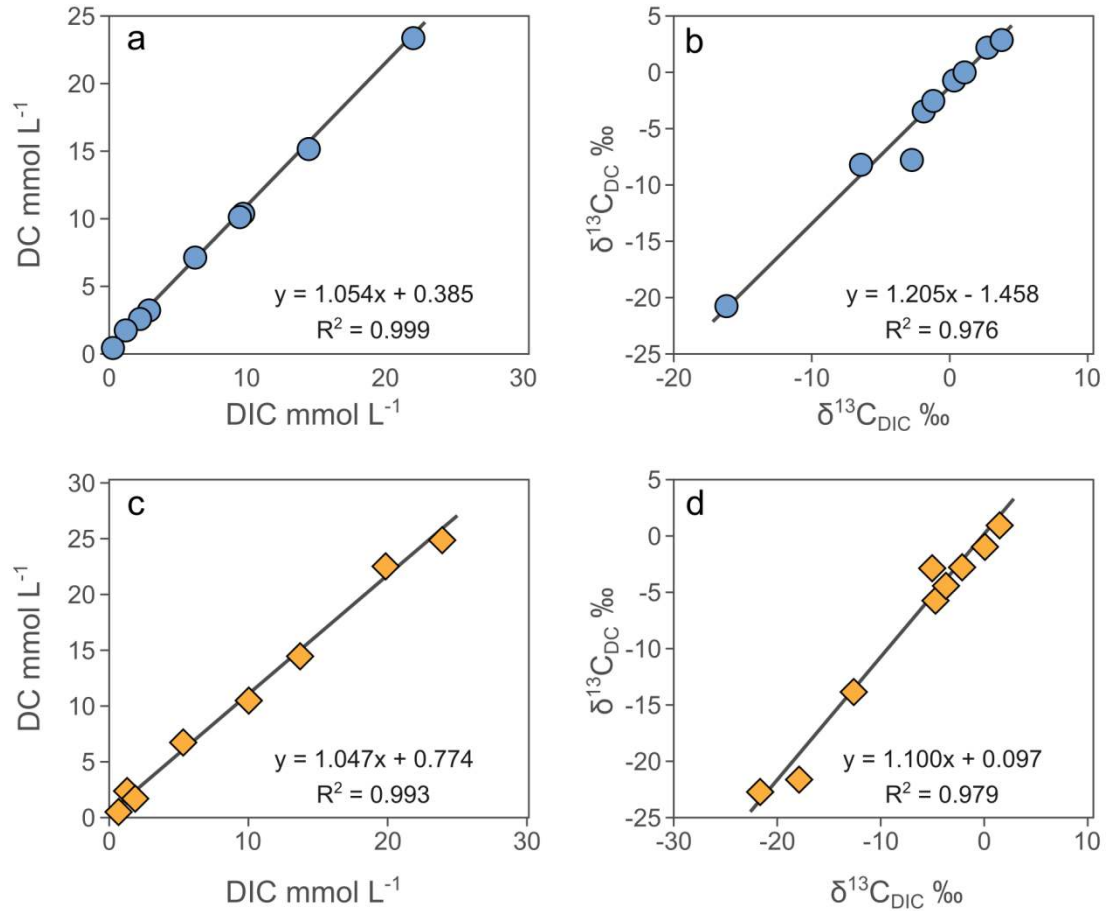 a
25
20
15
10
5
0
DC mmol L⁻¹
y = 1.054x + 0.385
R² = 0.999
0 10 20 30
DIC mmol L⁻¹
b
5
0
-5
-10
-15
-20
-25
δ¹³C_DC ‰
y = 1.205x - 1.458
R² = 0.976
-20 -10 0 10
δ¹³C_DIC ‰
c
30
25
20
15
10
5
0
DC mmol L⁻¹
y = 1.047x + 0.774
R² = 0.993
0 10 20 30
DIC mmol L⁻¹
d
5
0
-5
-10
-15
-20
-25
δ¹³C_DC ‰
y = 1.100x + 0.097
R² = 0.979
-30 -20 -10 0 10
δ¹³C_DIC ‰